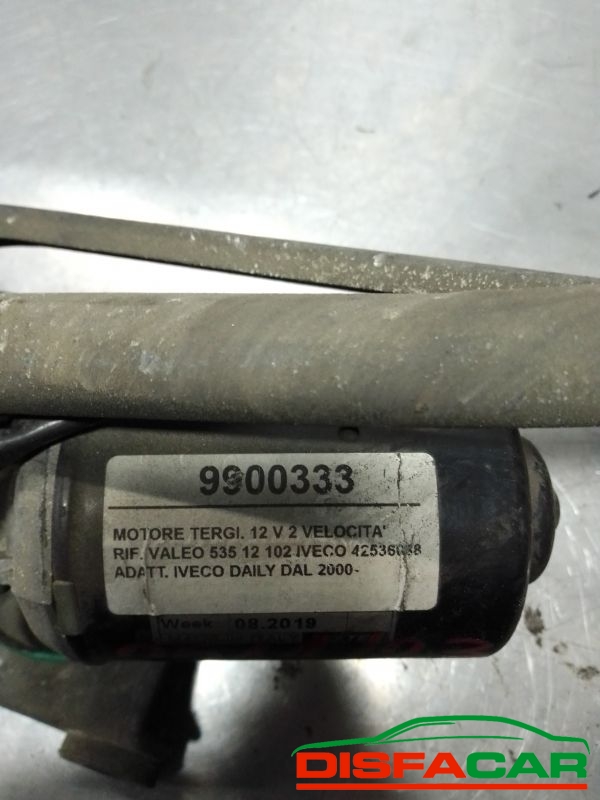 9900333
MOTORE TERGI. 12 V 2 VELOCITA'
RIF. VALEO 535 12 102 IVECO
ADATT. IVECO DAILY DAL 2000-
Week 08.2019
DISFACAR